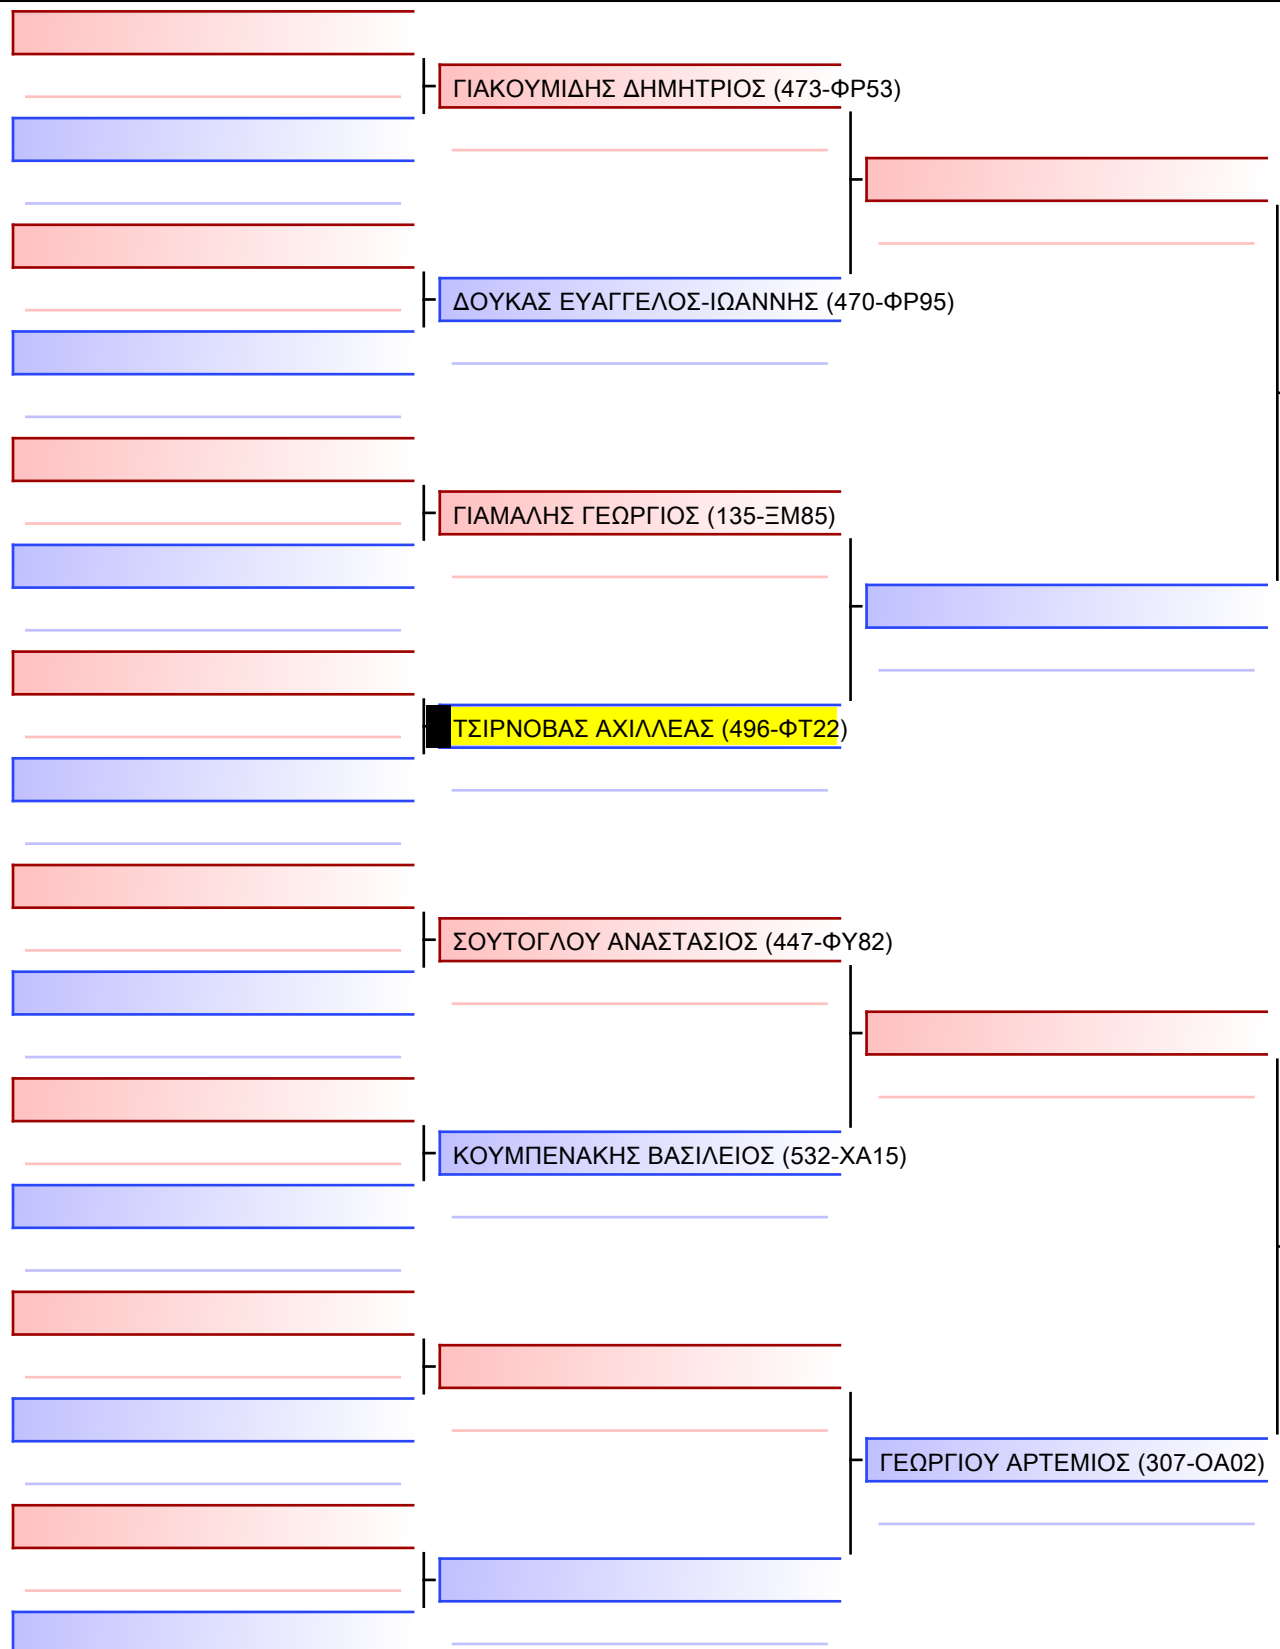 ΓΙΑΚΟΥΜΙΔΗΣ ΔΗΜΗΤΡΙΟΣ (473-ΦΡ53)
ΔΟΥΚΑΣ ΕΥΑΓΓΕΛΟΣ-ΙΩΑΝΝΗΣ (470-ΦΡ95)
ΓΙΑΜΑΛΗΣ ΓΕΩΡΓΙΟΣ (135-ΞΜ85)
ΤΣΙΡΝΟΒΑΣ ΑΧΙΛΛΕΑΣ (496-ΦΤ22)
ΣΟΥΤΟΓΛΟΥ ΑΝΑΣΤΑΣΙΟΣ (447-ΦΥ82)
ΚΟΥΜΠΕΝΑΚΗΣ ΒΑΣΙΛΕΙΟΣ (532-ΧΑ15)
ΓΕΩΡΓΙΟΥ ΑΡΤΕΜΙΟΣ (307-ΟΑ02)